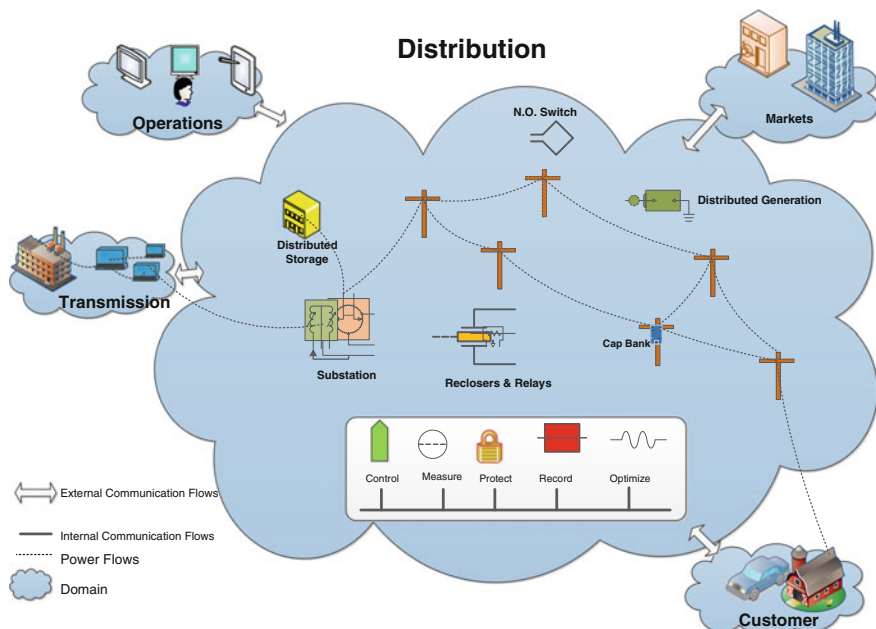 Distribution
Operations
Markets
N.O. Switch
Distributed Generation
Distributed
Storage
Transmission
Substation
Reclosers & Relays
Cap Bank
Control
Measure
Protect
Record
Optimize
External Communication Flows
Internal Communication Flows
Power Flows
Domain
Customer